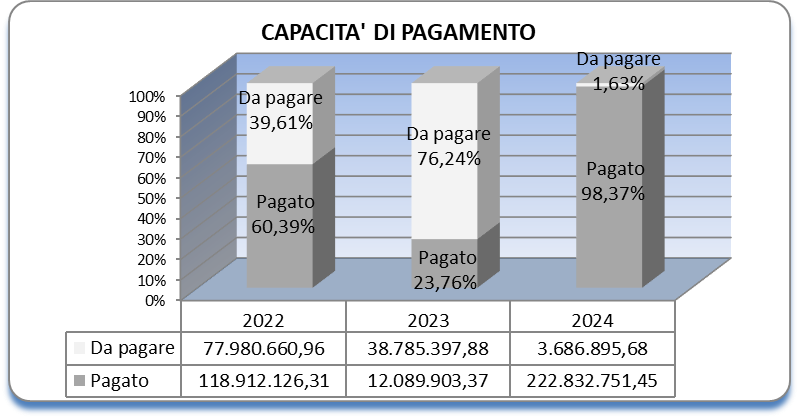 CAPACITA' DI PAGAMENTO
Da pagare
1,63%
Da pagare
39,61%
Da pagare
76,24%
Pagato
98,37%
Pagato
60,39%
Pagato
23,76%
100%
90%
80%
70%
60%
50%
40%
30%
20%
10%
0%
2022 2023 2024
Da pagare 77.980.660,96 38.785.397,88 3.686.895,68
Pagato 118.912.126,31 12.089.903,37 222.832.751,45